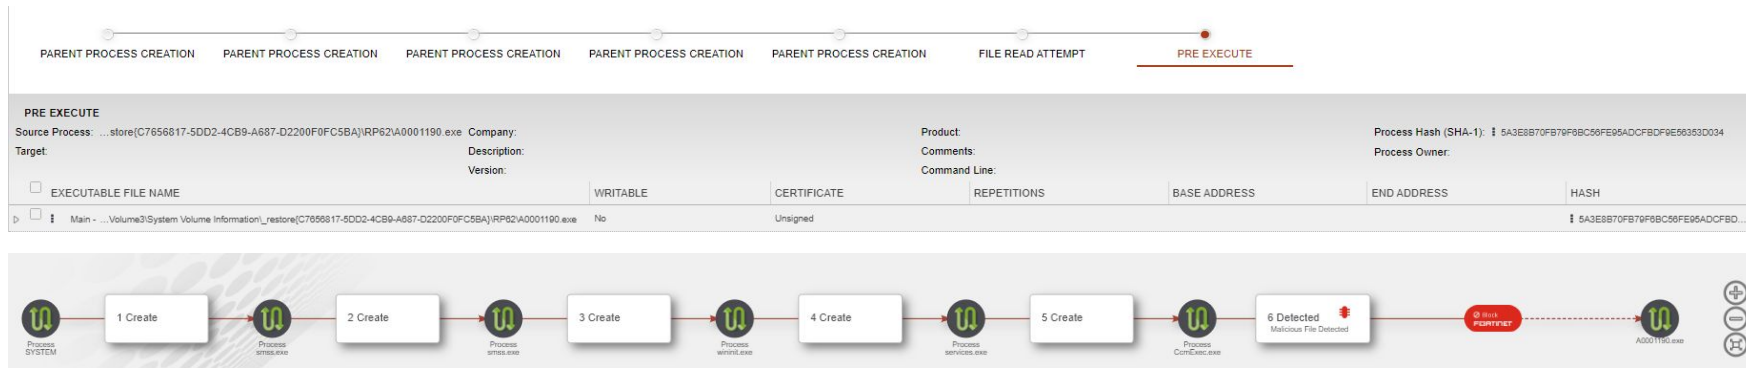 PARENT PROCESS CREATION PARENT PROCESS CREATION PARENT PROCESS CREATION PARENT PROCESS CREATION PARENT PROCESS CREATION FILE READ ATTEMPT PRE EXECUTE
PRE EXECUTE
Source Process: ...store{C7656817-5DD2-4CB9-A687-D2200F0FC5BA}\RP62\A0001190.exe Company: Product: Process Hash (SHA-1): 5A3E8B70FB79F6BC56FE95ADCFBDF9E56353D034
Target: Description: Comments: Process Owner:
Version: Command Line:
EXECUTABLE FILE NAME WRITABLE CERTIFICATE REPETITIONS BASE ADDRESS END ADDRESS HASH
Main - ...Volume3\System Volume Information\_restore{C7656817-5DD2-4CB9-A687-D2200F0FC5BA}\RP62\A0001190.exe No Unsigned 5A3E8B70FB79F6BC56FE95ADCFBD...
1 Create 2 Create 3 Create 4 Create 5 Create 6 Detected Block
Malicious File Detected FORTINET
Process Process Process Process Process Process A0001190.exe
SYSTEM smss.exe smss.exe wininit.exe services.exe CcmExec.exe